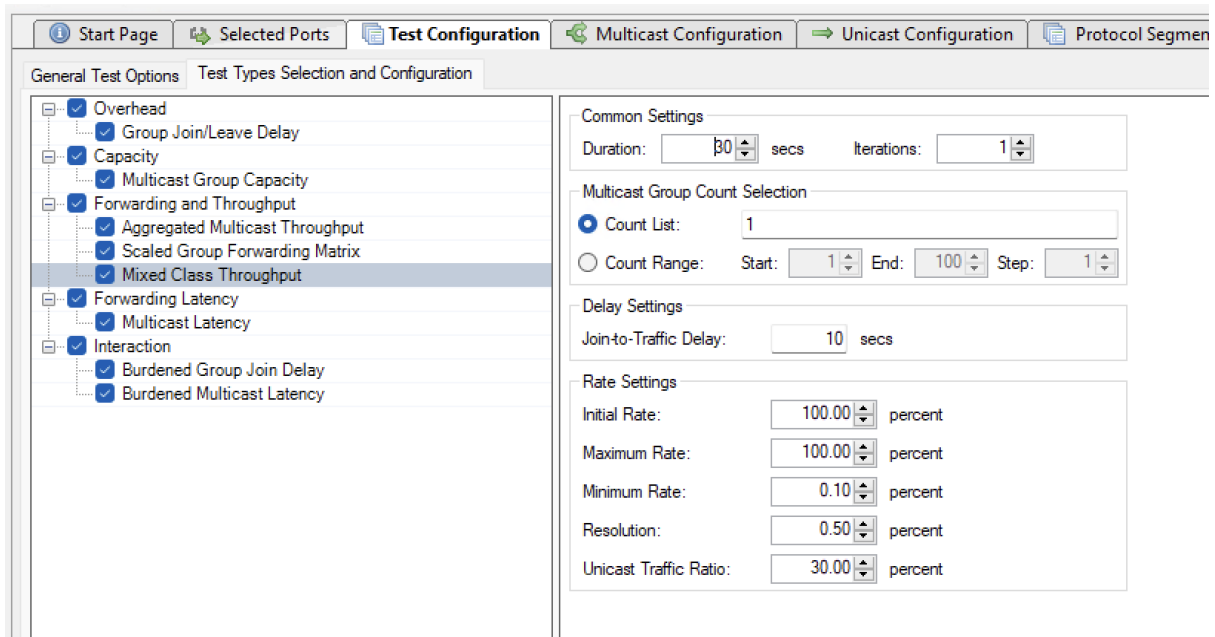 Start Page Selected Ports Test Configuration Multicast Configuration Unicast Configuration Protocol Segmen
General Test Options Test Types Selection and Configuration
Overhead
Group Join/Leave Delay
Capacity
Multicast Group Capacity
Forwarding and Throughput
Aggregated Multicast Throughput
Scaled Group Forwarding Matrix
Mixed Class Throughput
Forwarding Latency
Multicast Latency
Interaction
Burdened Group Join Delay
Burdened Multicast Latency
Common Settings
Duration: 30 secs Iterations: 1
Multicast Group Count Selection
Count List: 1
Count Range: Start: 1 End: 100 Step: 1
Delay Settings
Join-to-Traffic Delay: 10 secs
Rate Settings
Initial Rate: 100.00 percent
Maximum Rate: 100.00 percent
Minimum Rate: 0.10 percent
Resolution: 0.50 percent
Unicast Traffic Ratio: 30.00 percent